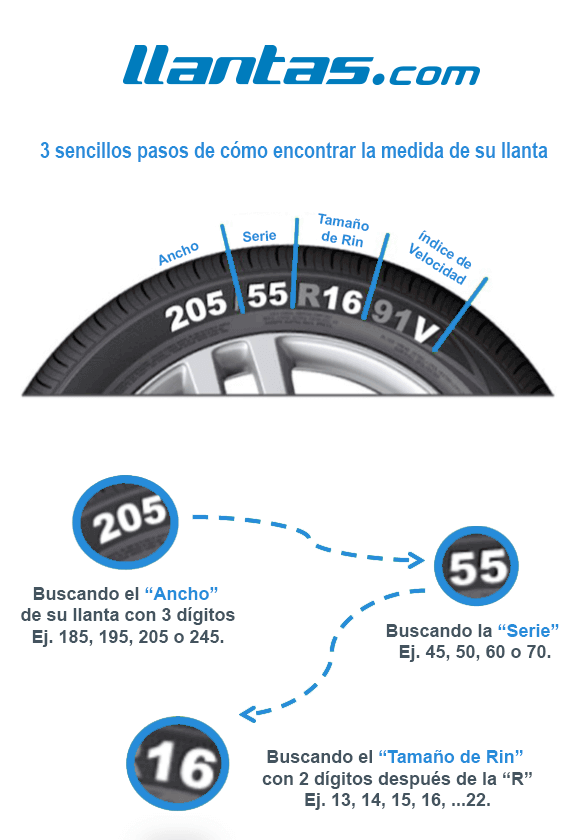 llantas.com
3 sencillos pasos de cómo encontrar la medida de su llanta
Ancho
Serie
Tamaño
de Rin
índice de
Velocidad
205/55 R16 91V
205
Buscando el “Ancho”
de su llanta con 3 dígitos
Ej. 185, 195, 205 o 245.
55
Buscando la “Serie”
Ej. 45, 50, 60 o 70.
16
Buscando el “Tamaño de Rin”
con 2 dígitos después de la “R”
Ej. 13, 14, 15, 16, ...22.